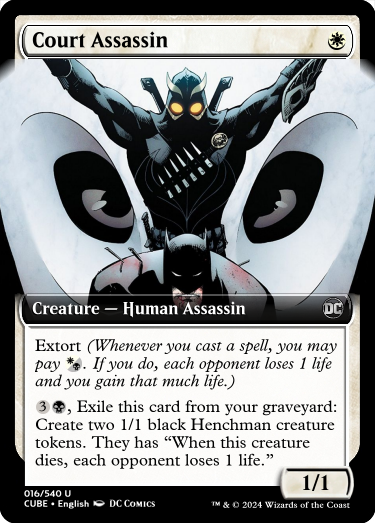 Court Assassin
Creature — Human Assassin
DC
Extort (Whenever you cast a spell, you may
pay . If you do, each opponent loses 1 life
and you gain that much life.)
3, Exile this card from your graveyard:
Create two 1/1 black Henchman creature
tokens. They has “When this creature
dies, each opponent loses 1 life.”
1/1
016/540 U
CUBE • English DC COMICS
™ & © 2024 Wizards of the Coast